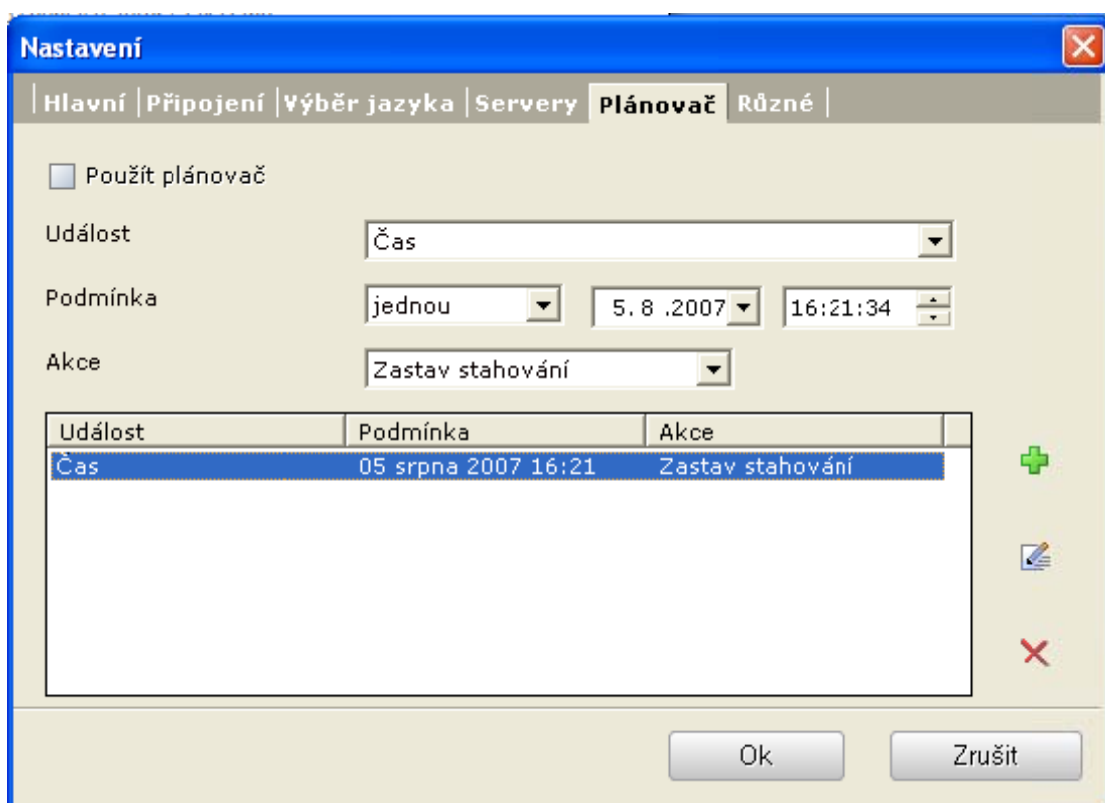 Nastavení
Hlavní Připojení Výběr jazyka Servery Plánovač Různé
Použít plánovač
Událost Čas
Podmínka jednou 5. 8 .2007 16:21:34
Akce Zastav stahování
Událost Podmínka Akce
Čas 05 srpna 2007 16:21 Zastav stahování
Ok Zrušit